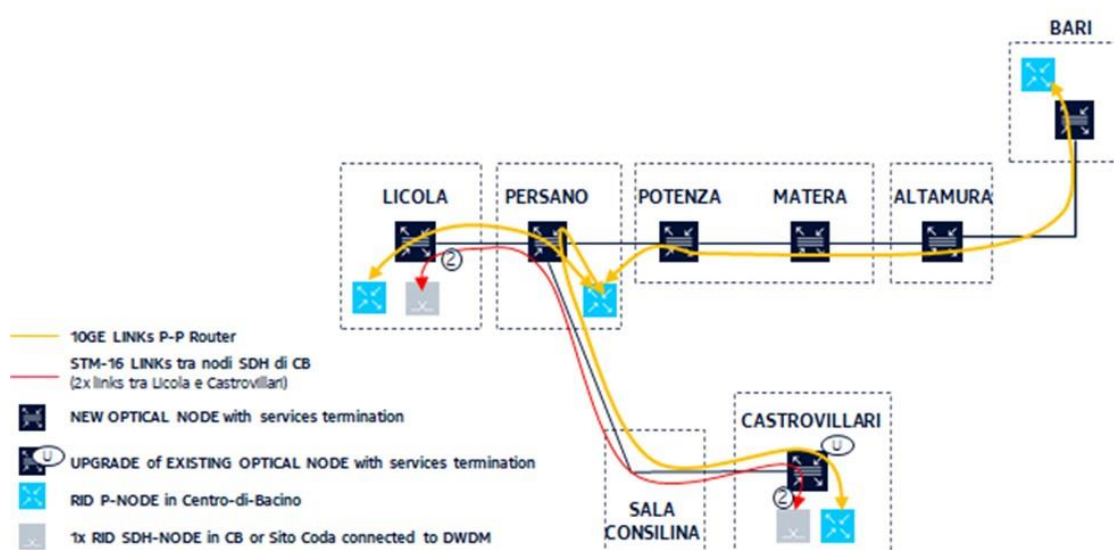 BARI
LICOLA
PERSANO
POTENZA
MATERA
ALTAMURA
2
10GE LINKs P-P Router
STM-16 LINKs tra nodi SDH di CB
(2x links tra Licola e Castrovillari)
NEW OPTICAL NODE with services termination
U
UPGRADE of EXISTING OPTICAL NODE with services termination
RID P-NODE in Centro-di-Bacino
1x RID SDH-NODE in CB or Sito Coda connected to DWDM
CASTROVILLARI
U
2
SALA
CONSILINA